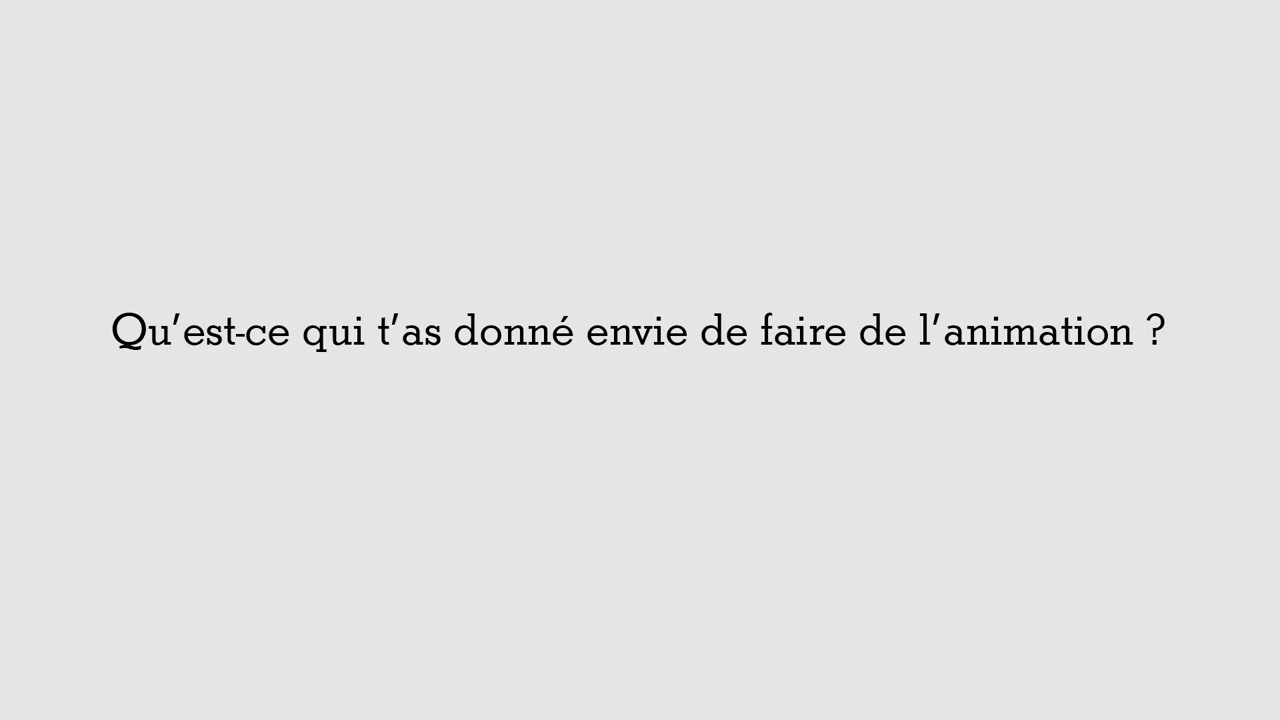 Qu’est-ce qui t’as donné envie de faire de l’animation ?